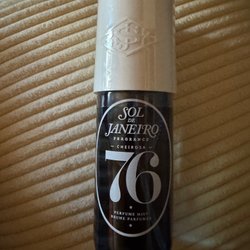 SOL
DE
JANEIRO
FRAGRANCE
CHEIROSA
76
PERFUME MIST
BRUME PARFUMÉE